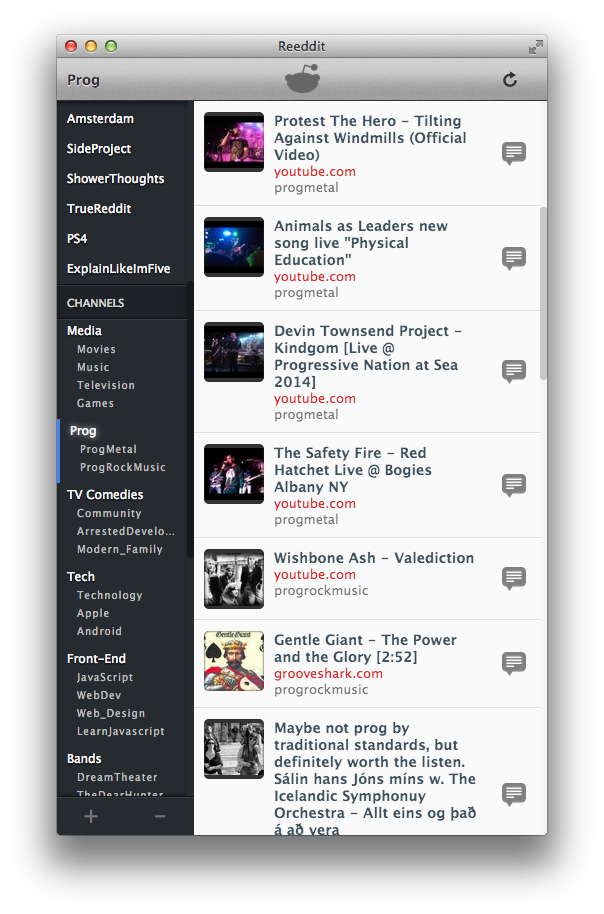 Reeddit
Prog
Amsterdam
SideProject
ShowerThoughts
TrueReddit
PS4
ExplainLikeImFive
CHANNELS
Media
Movies
Music
Television
Games
Prog
ProgMetal
ProgRockMusic
TV Comedies
Community
ArrestedDevelo...
Modern_Family
Tech
Technology
Apple
Android
Front-End
JavaScript
WebDev
Web_Design
LearnJavascript
Bands
DreamTheater
TheDearHunter
Protest The Hero - Tilting
Against Windmills (Official
Video)
youtube.com
progmetal
Animals as Leaders new
song live "Physical
Education"
youtube.com
progmetal
Devin Townsend Project -
Kindgom [Live @
Progressive Nation at Sea
2014]
youtube.com
progmetal
The Safety Fire - Red
Hatchet Live @ Bogies
Albany NY
youtube.com
progmetal
Wishbone Ash - Valediction
youtube.com
progrockmusic
Gentle Giant
Gentle Giant - The Power
and the Glory [2:52]
grooveshark.com
progrockmusic
Maybe not prog by
traditional standards, but
definitely worth the listen.
Sálin hans Jóns míns w. The
Icelandic Symphonuy
Orchestra - Allt eins og það
á að vera